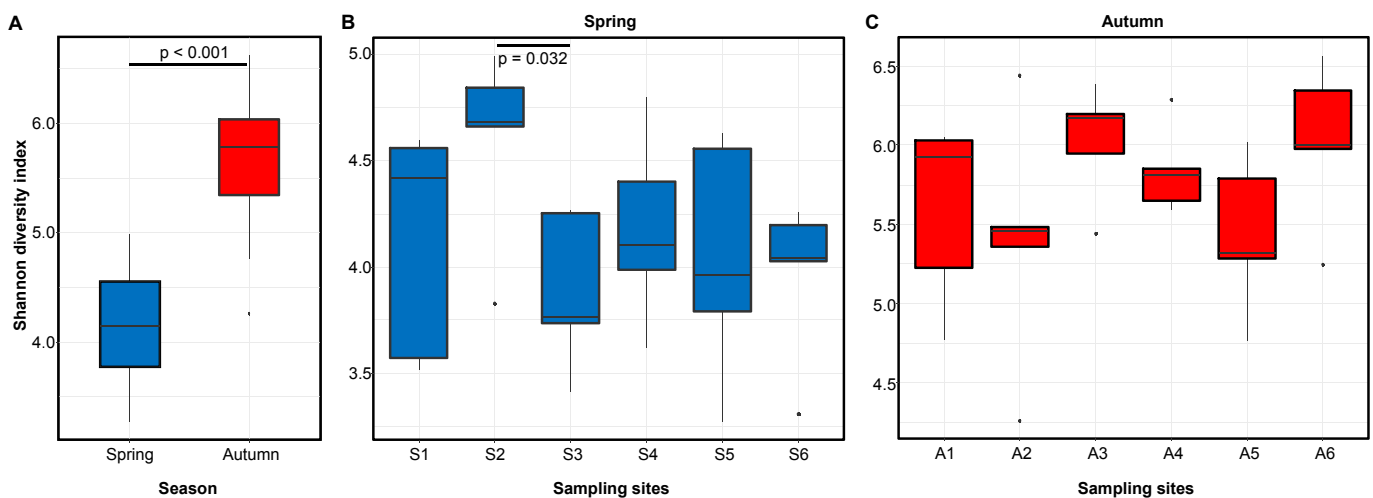 A
B
Spring
C
Autumn
Shannon diversity index
p < 0.001
6.0
5.0
4.0
Spring
Autumn
Season
p = 0.032
5.0
4.5
4.0
3.5
S1
S2
S3
S4
S5
S6
Sampling sites
6.5
6.0
5.5
5.0
4.5
A1
A2
A3
A4
A5
A6
Sampling sites